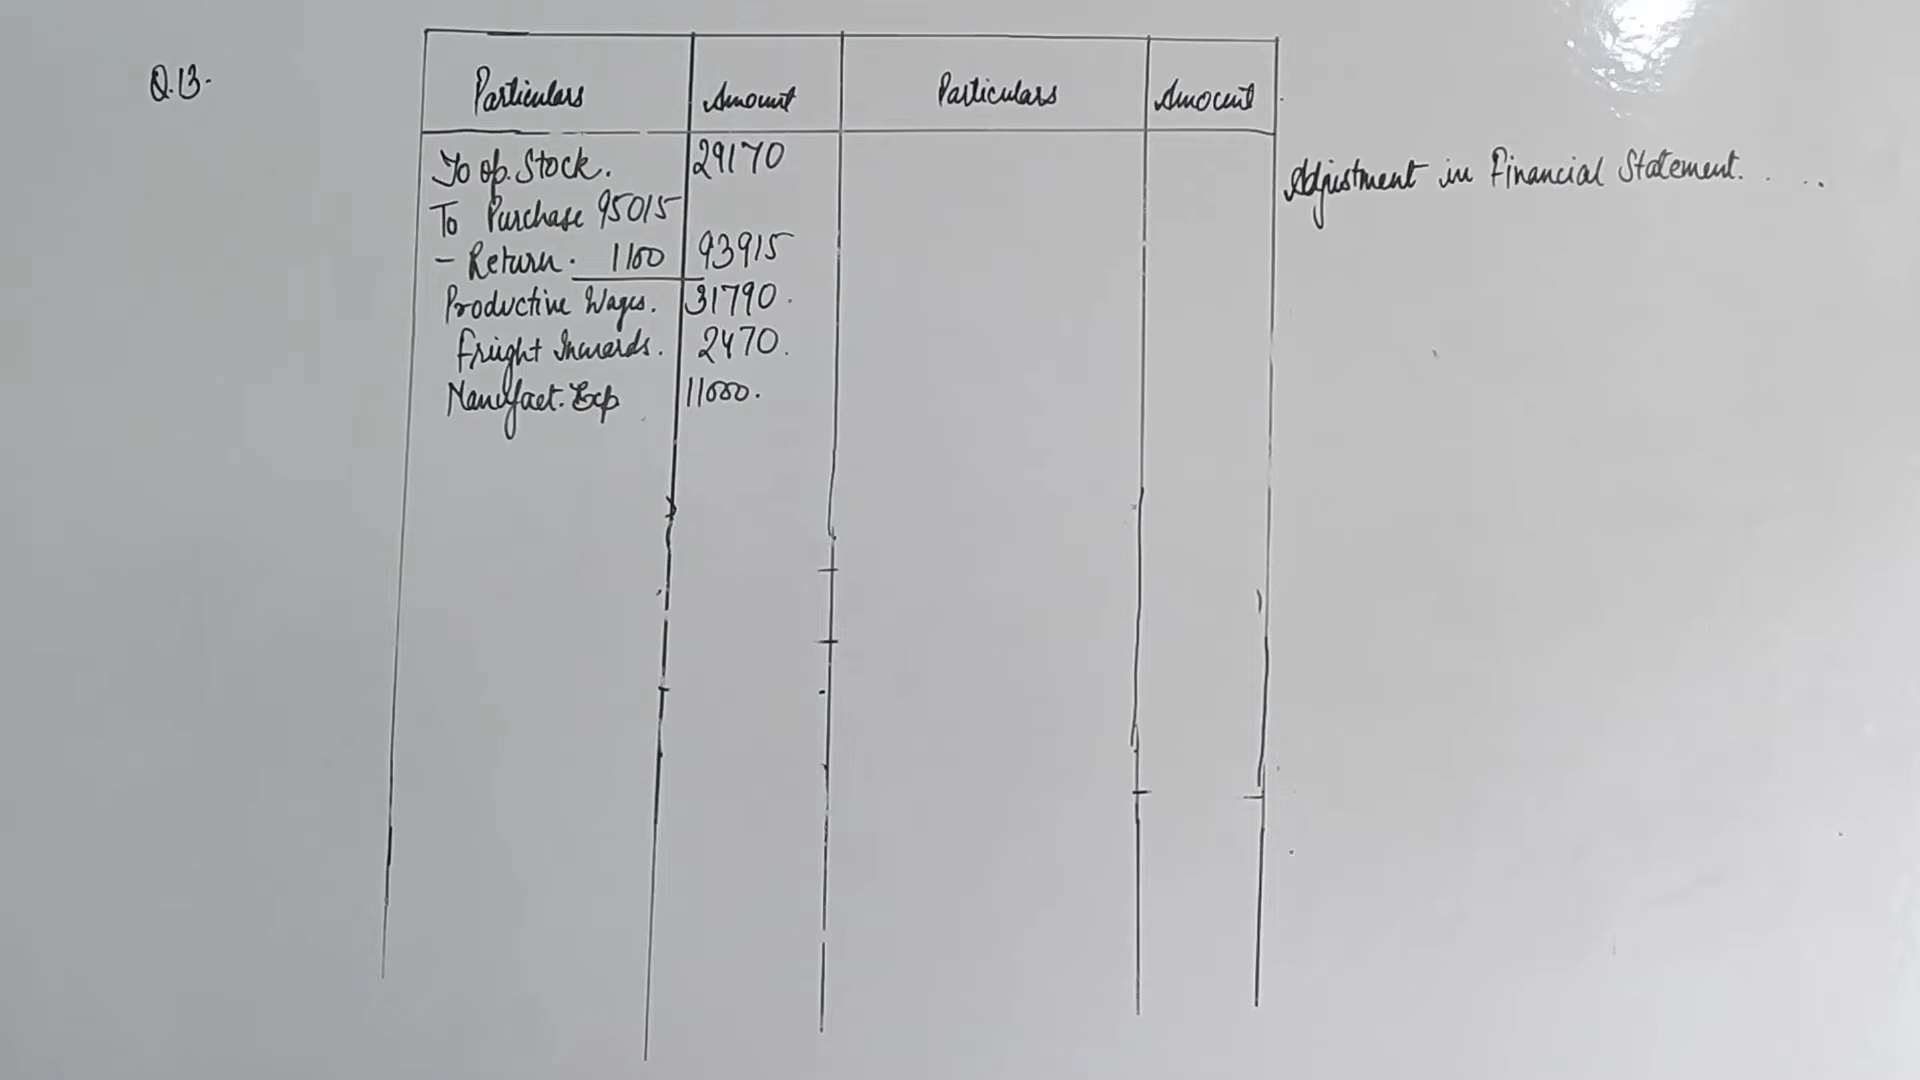 Q.13.
Particulars Amount Particulars Amount
To op. Stock. 29170
Adjustment in Financial Statement. . . .
To Purchase 95015
- Return. 1100 93915
Productive Wages. 31790.
Freight Inwards. 2470.
Manufact. Exp 11000.